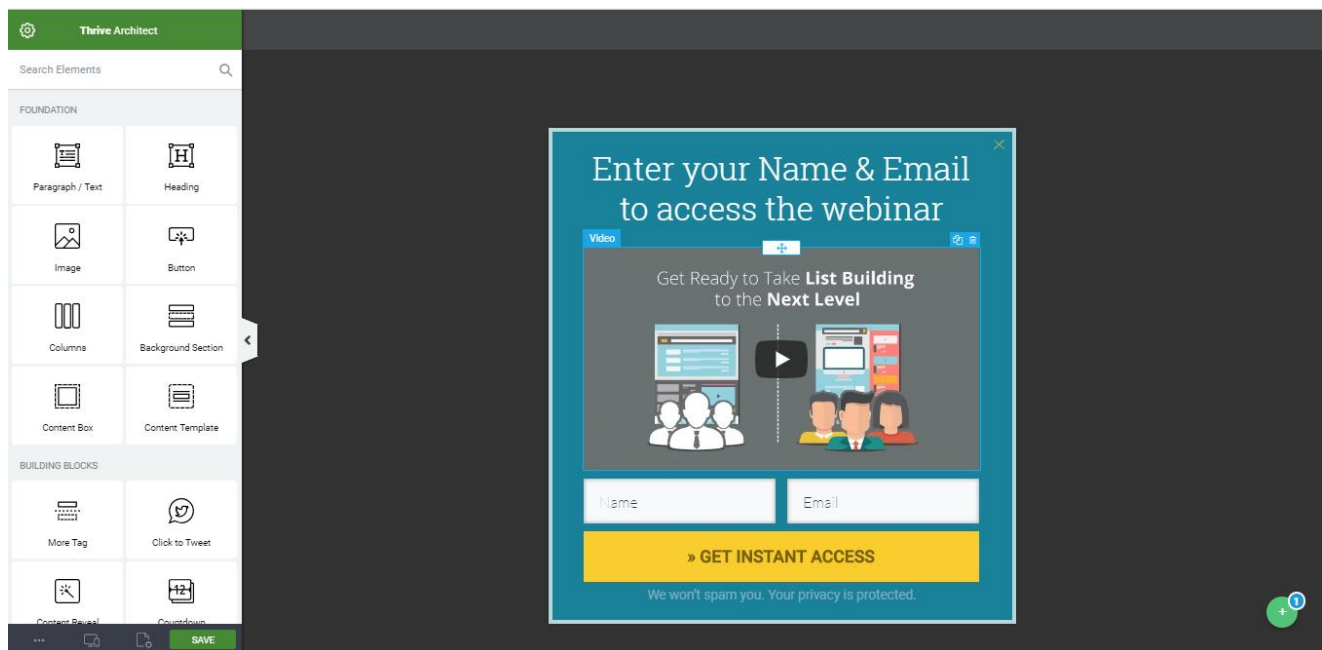 Thrive Architect
Search Elements
FOUNDATION
Paragraph / Text
Heading
Image
Button
Columns
Background Section
Content Box
Content Template
BUILDING BLOCKS
More Tag
Click to Tweet
Content Reveal
12
Countdown
SAVE
Enter your Name & Email
to access the webinar
Video
Get Ready to Take List Building
to the Next Level
Name
Email
» GET INSTANT ACCESS
We won't spam you. Your privacy is protected.
1